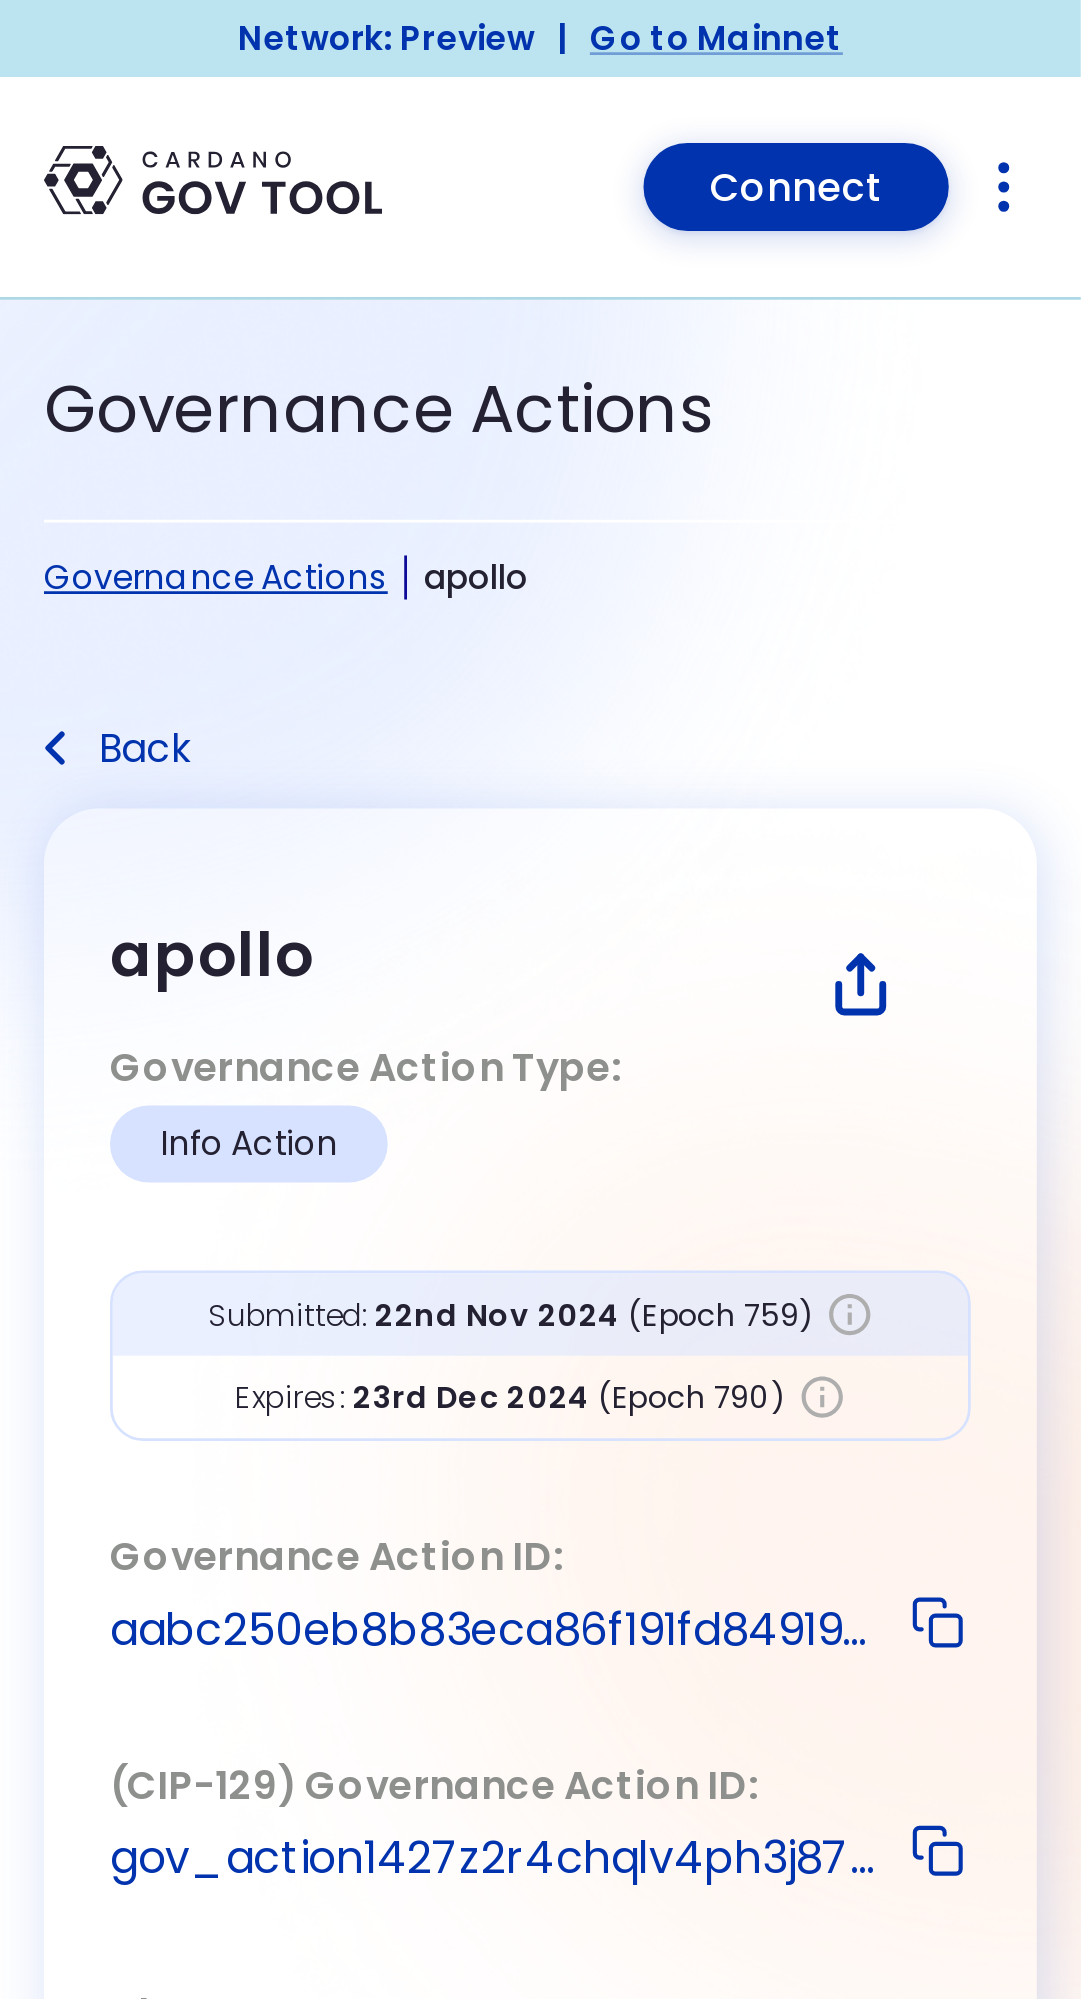 Network: Preview | Go to Mainnet
CARDANO
GOV TOOL
Connect
Governance Actions
Governance Actions | apollo
Back
apollo
Governance Action Type:
Info Action
Submitted: 22nd Nov 2024 (Epoch 759)
Expires: 23rd Dec 2024 (Epoch 790)
Governance Action ID:
aabc250eb8b83eca86f191fd84919...
(CIP-129) Governance Action ID:
gov_action1427z2r4chqlv4ph3j87...